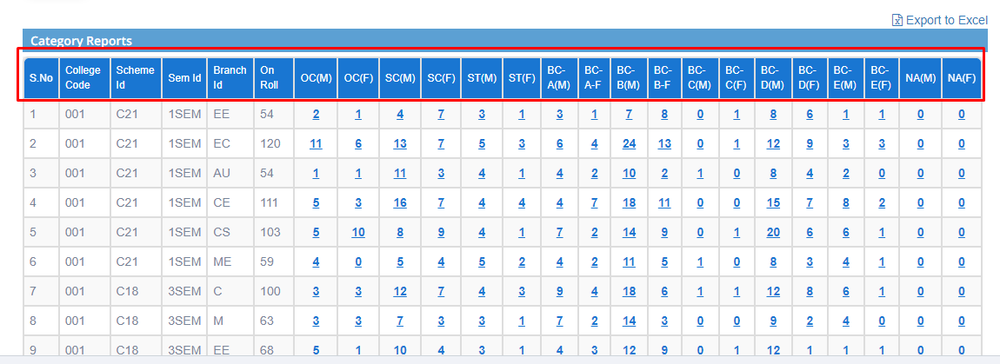 Export to Excel
Category Reports
S.No College Code Scheme Id Sem Id Branch Id On Roll OC(M) OC(F) SC(M) SC(F) ST(M) ST(F) BC-A(M) BC-A-F BC-B(M) BC-B-F BC-C(M) BC-C(F) BC-D(M) BC-D(F) BC-E(M) BC-E(F) NA(M) NA(F)
1 001 C21 1SEM EE 54 2 1 4 7 3 1 3 1 7 8 0 1 8 6 1 1 0 0
2 001 C21 1SEM EC 120 11 6 13 7 5 3 6 4 24 13 0 1 12 9 3 3 0 0
3 001 C21 1SEM AU 54 1 1 11 3 4 1 4 2 10 2 1 0 8 4 2 0 0 0
4 001 C21 1SEM CE 111 5 3 16 7 4 4 4 7 18 11 0 0 15 7 8 2 0 0
5 001 C21 1SEM CS 103 5 10 8 9 4 1 7 2 14 9 0 1 20 6 6 1 0 0
6 001 C21 1SEM ME 59 4 0 5 4 5 2 4 2 11 5 1 0 8 3 4 1 0 0
7 001 C18 3SEM C 100 3 3 12 7 4 3 9 4 18 6 1 1 12 8 6 1 0 0
8 001 C18 3SEM M 63 3 3 7 3 3 1 7 2 14 3 0 0 9 2 4 0 0 0
9 001 C18 3SEM EE 68 5 1 10 4 3 1 4 3 12 9 0 1 12 1 1 1 0 0